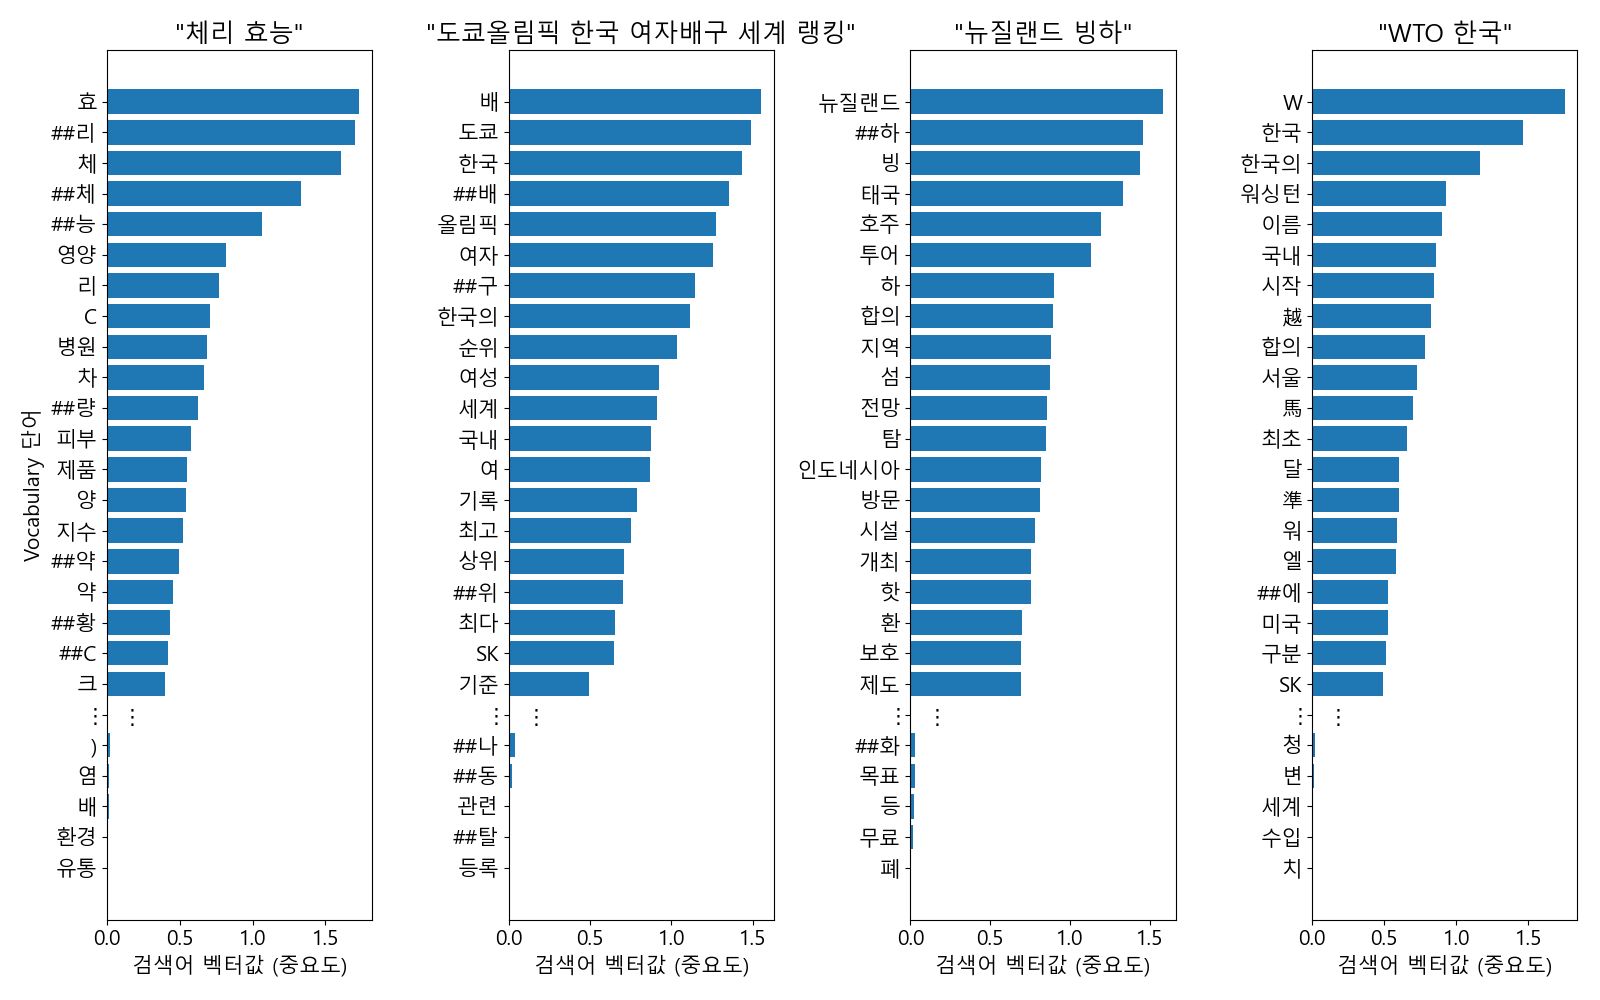 "체리 효능"
효
##리
체
##체
##능
영양
리
C
병원
차
##량
피부
제품
양
지수
##약
약
##황
##C
크
⋮
⋮
)
염
배
환경
유통
Vocabulary 단어
0.0 0.5 1.0 1.5
검색어 벡터값 (중요도)
"도쿄올림픽 한국 여자배구 세계 랭킹"
배
도쿄
한국
##배
올림픽
여자
##구
한국의
순위
여성
세계
국내
여
기록
최고
상위
##위
최다
SK
기준
⋮
⋮
##나
##동
관련
##탈
등록
0.0 0.5 1.0 1.5
검색어 벡터값 (중요도)
"뉴질랜드 빙하"
뉴질랜드
##하
빙
태국
호주
투어
하
합의
지역
섬
전망
탐
인도네시아
방문
시설
개최
핫
환
보호
제도
⋮
⋮
##화
목표
등
무료
폐
0.0 0.5 1.0 1.5
검색어 벡터값 (중요도)
"WTO 한국"
W
한국
한국의
워싱턴
이름
국내
시작
越
합의
서울
馬
최초
달
準
워
엘
##에
미국
구분
SK
⋮
⋮
청
변
세계
수입
치
0.0 0.5 1.0 1.5
검색어 벡터값 (중요도)